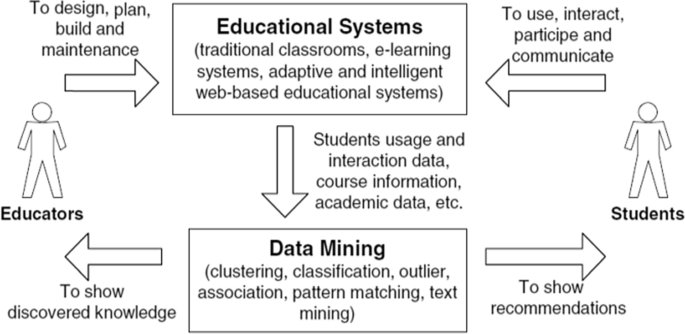 To design, plan,
build and
maintenance
Educational Systems
(traditional classrooms, e-learning
systems, adaptive and intelligent
web-based educational systems)
To use, interact,
participe and
communicate
Students usage and
interaction data,
course information,
academic data, etc.
Educators
Students
Data Mining
(clustering, classification, outlier,
association, pattern matching, text
mining)
To show
discovered knowledge
To show
recommendations